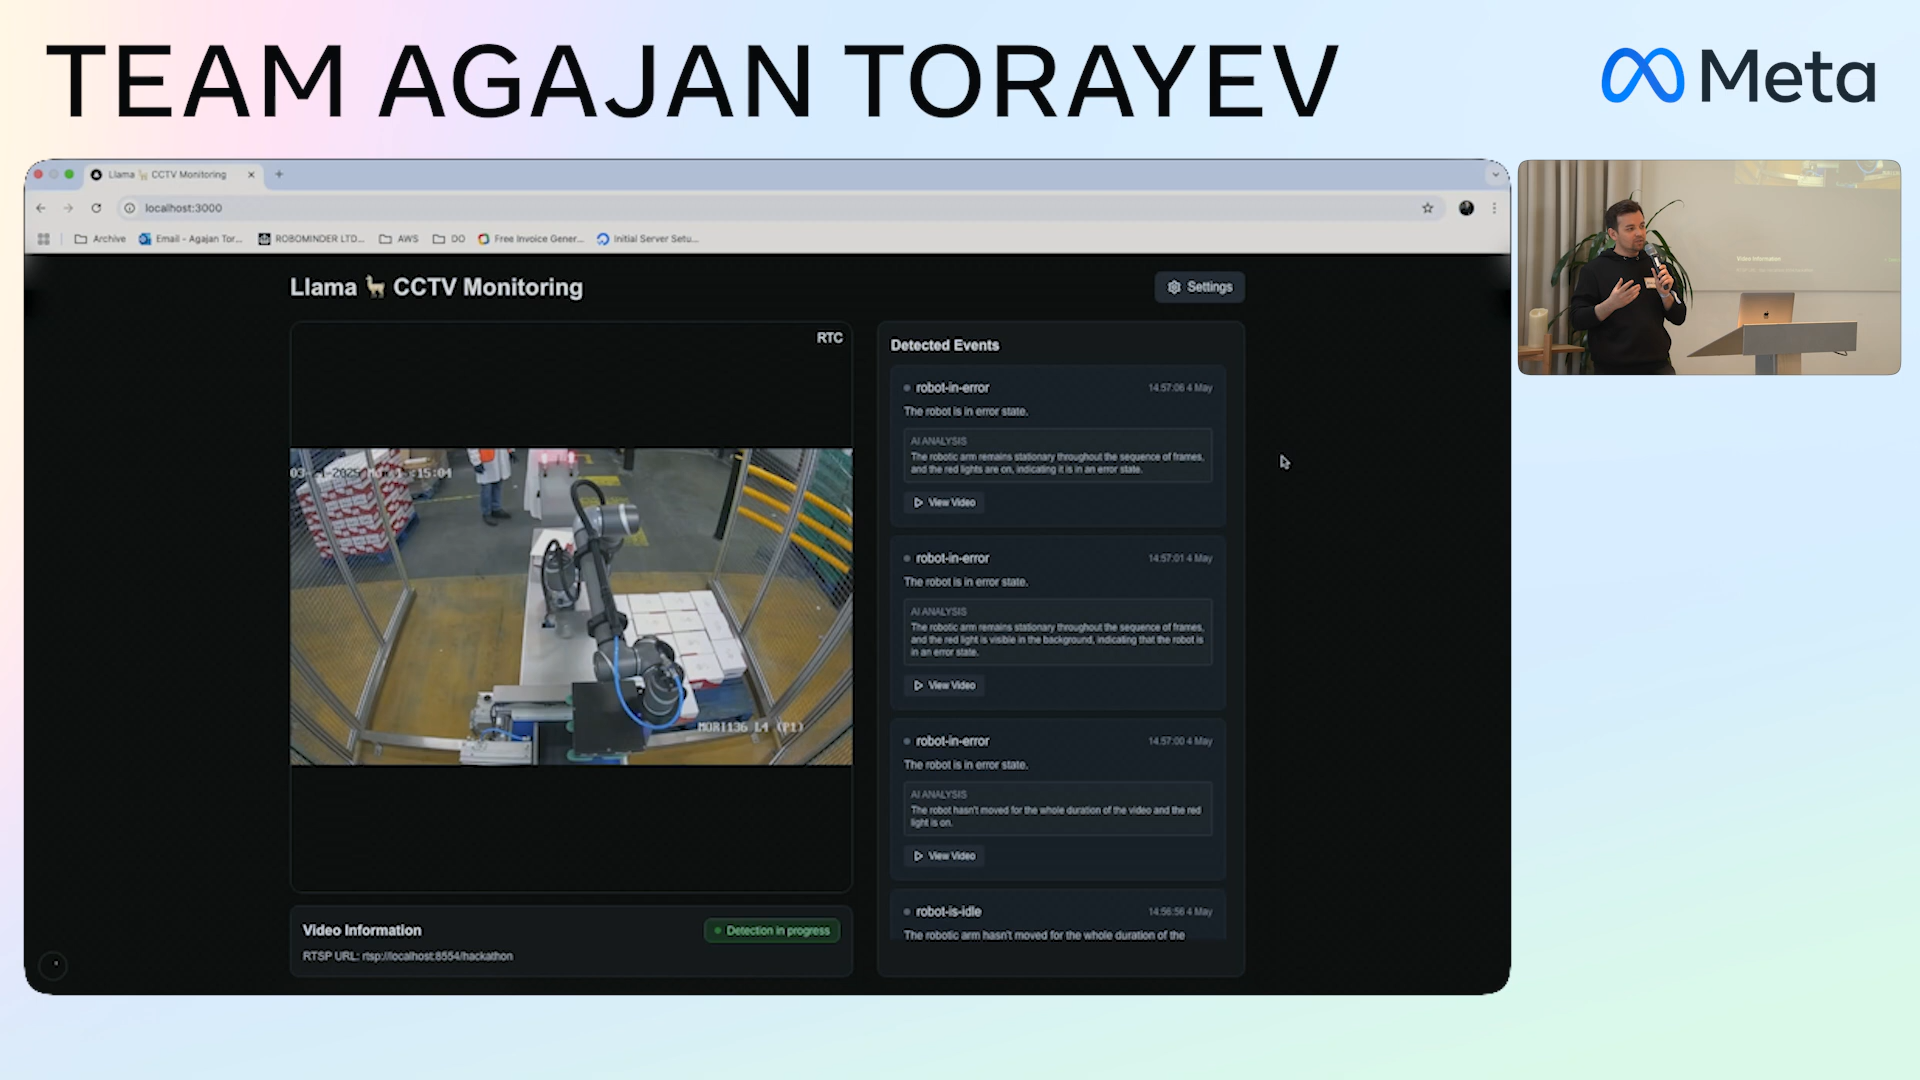 TEAM AGAJAN TORAYEV
Meta
Llama 🦙 CCTV Monitoring
localhost:3000
Archive
Email - Agajan Tor...
ROBOMINDER LTD...
AWS
DO
Free Invoice Gener...
Initial Server Setu...
Llama 🦙 CCTV Monitoring
Settings
RTC
MORI136 L4 (P1)
Video Information
Detection in progress
RTSP URL: rtsp://localhost:8554/hackathon
Detected Events
robot-in-error
14:57:06 4 May
The robot is in error state.
AI ANALYSIS
The robotic arm remains stationary throughout the sequence of frames,
and the red lights are on, indicating it is in an error state.
View Video
robot-in-error
14:57:01 4 May
The robot is in error state.
AI ANALYSIS
The robotic arm remains stationary throughout the sequence of frames,
and the red light is visible in the background, indicating that the robot is
in an error state.
View Video
robot-in-error
14:57:00 4 May
The robot is in error state.
AI ANALYSIS
The robot hasn't moved for the whole duration of the video and the red
light is on.
View Video
robot-is-idle
14:56:56 4 May
The robotic arm hasn't moved for the whole duration of the
Video Information